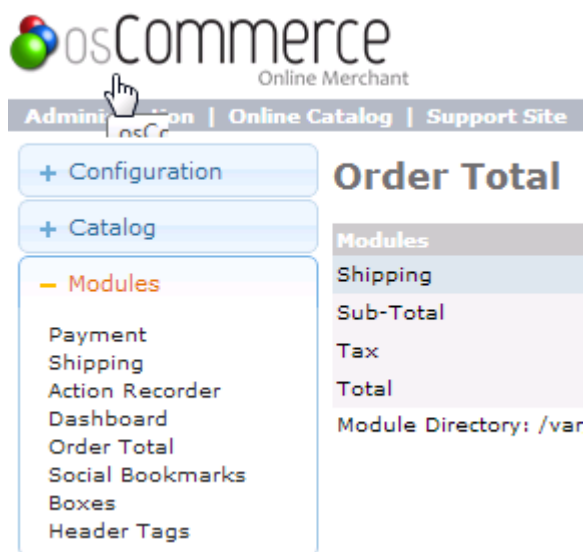 osCommerce
Online Merchant
Online Catalog | Support Site
+ Configuration
+ Catalog
– Modules
Payment
Shipping
Action Recorder
Dashboard
Order Total
Social Bookmarks
Boxes
Header Tags
Order Total
Modules
Shipping
Sub-Total
Tax
Total
Module Directory: /var